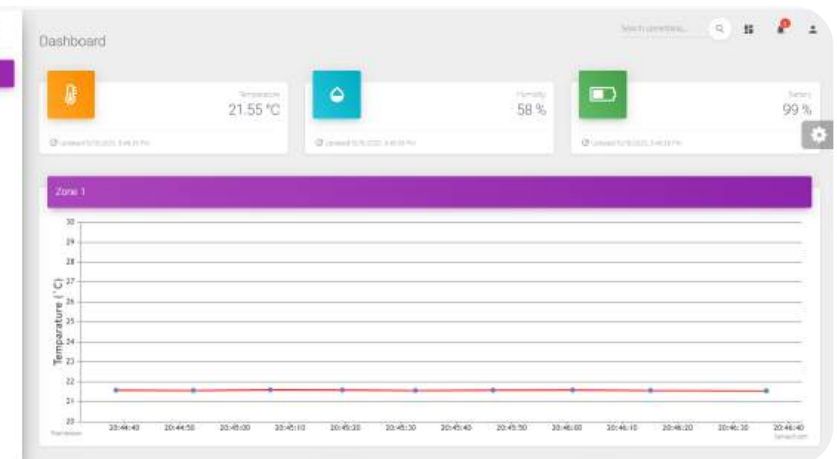 Dashboard
Search something...
Temperature
21.55 °C
Humidity
58 %
Battery
99 %
Zone 1
Temparature (°C)
30
29
28
27
26
25
24
23
22
21
20
20:44:40 20:44:50 20:45:00 20:45:10 20:45:20 20:45:30 20:45:40 20:45:50 20:46:00 20:46:10 20:46:20 20:46:30 20:46:40